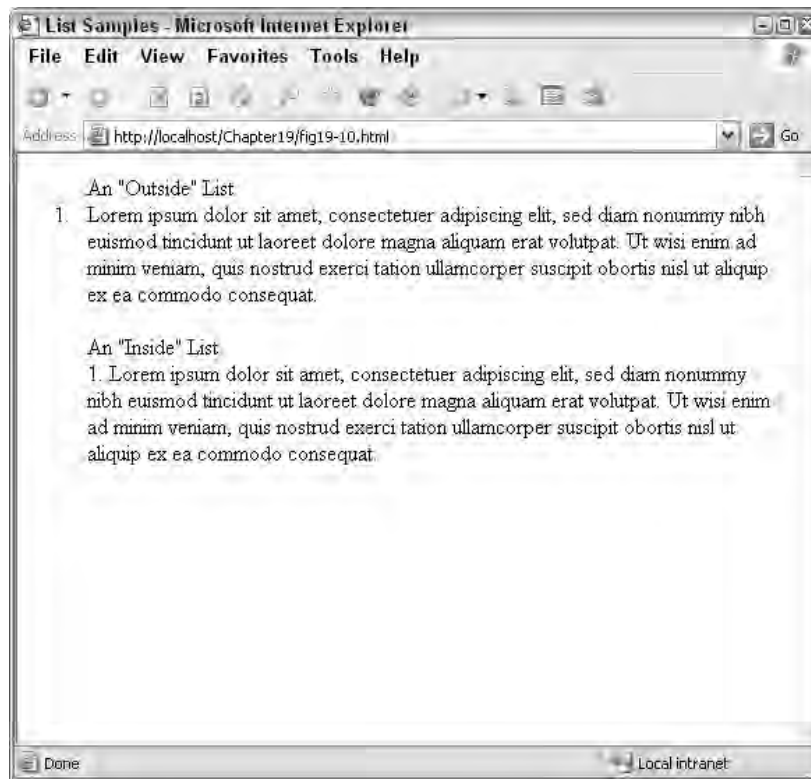 List Samples - Microsoft Internet Explorer
File Edit View Favorites Tools Help
Address http://localhost/Chapter19/fig19-10.html Go
An "Outside" List
1. Lorem ipsum dolor sit amet, consectetuer adipiscing elit, sed diam nonummy nibh
euismod tincidunt ut laoreet dolore magna aliquam erat volutpat. Ut wisi enim ad
minim veniam, quis nostrud exerci tation ullamcorper suscipit obortis nisl ut aliquip
ex ea commodo consequat.
An "Inside" List
1. Lorem ipsum dolor sit amet, consectetuer adipiscing elit, sed diam nonummy
nibh euismod tincidunt ut laoreet dolore magna aliquam erat volutpat. Ut wisi enim
ad minim veniam, quis nostrud exerci tation ullamcorper suscipit obortis nisl ut
aliquip ex ea commodo consequat.
Done Local intranet